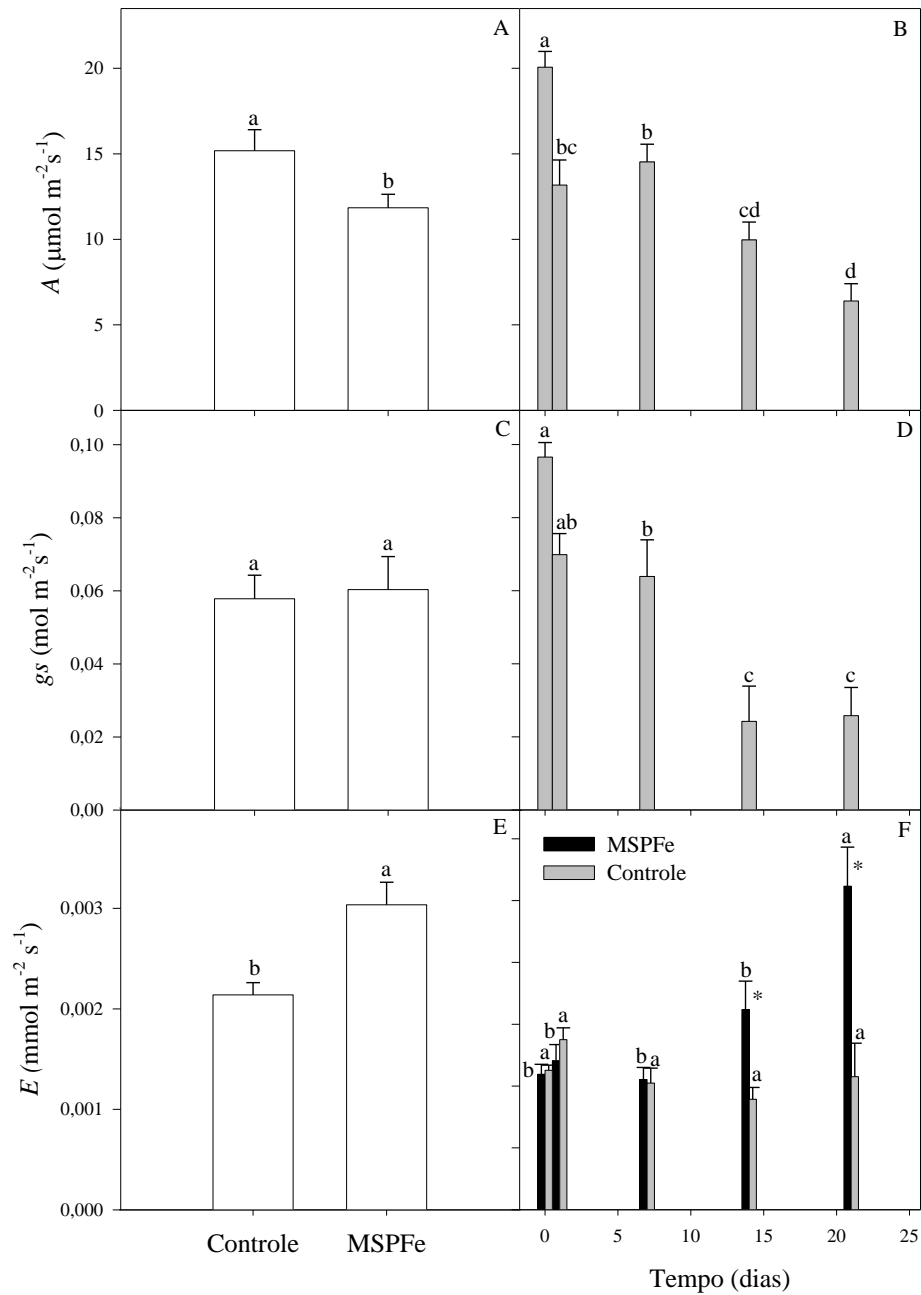 A
B
20
15
10
5
0
A (µmol m-2s-1)
a
b
a
bc
b
cd
d
C
D
0,10
0,08
0,06
0,04
0,02
0,00
gs (mol m-2s-1)
a
a
a
ab
b
c
c
E
F
0,003
0,002
0,001
0,000
E (mmol m-2 s-1)
b
a
MSPFe
Controle
b
a
b
a
b
a
b
*
a
a
*
a
Controle
MSPFe
0
5
10
15
20
25
Tempo (dias)